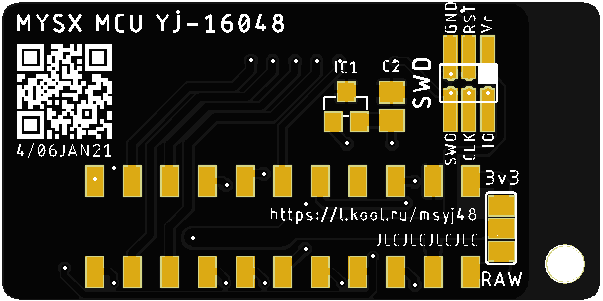 MYSX MCU Yj-16048
GND
RST
Vr
IC1
C2
SWD
4/06JAN21
SWD
CLK
IO
3v3
https://l.kool.ru/msyj48
JLCJLCJLCJLC
RAW